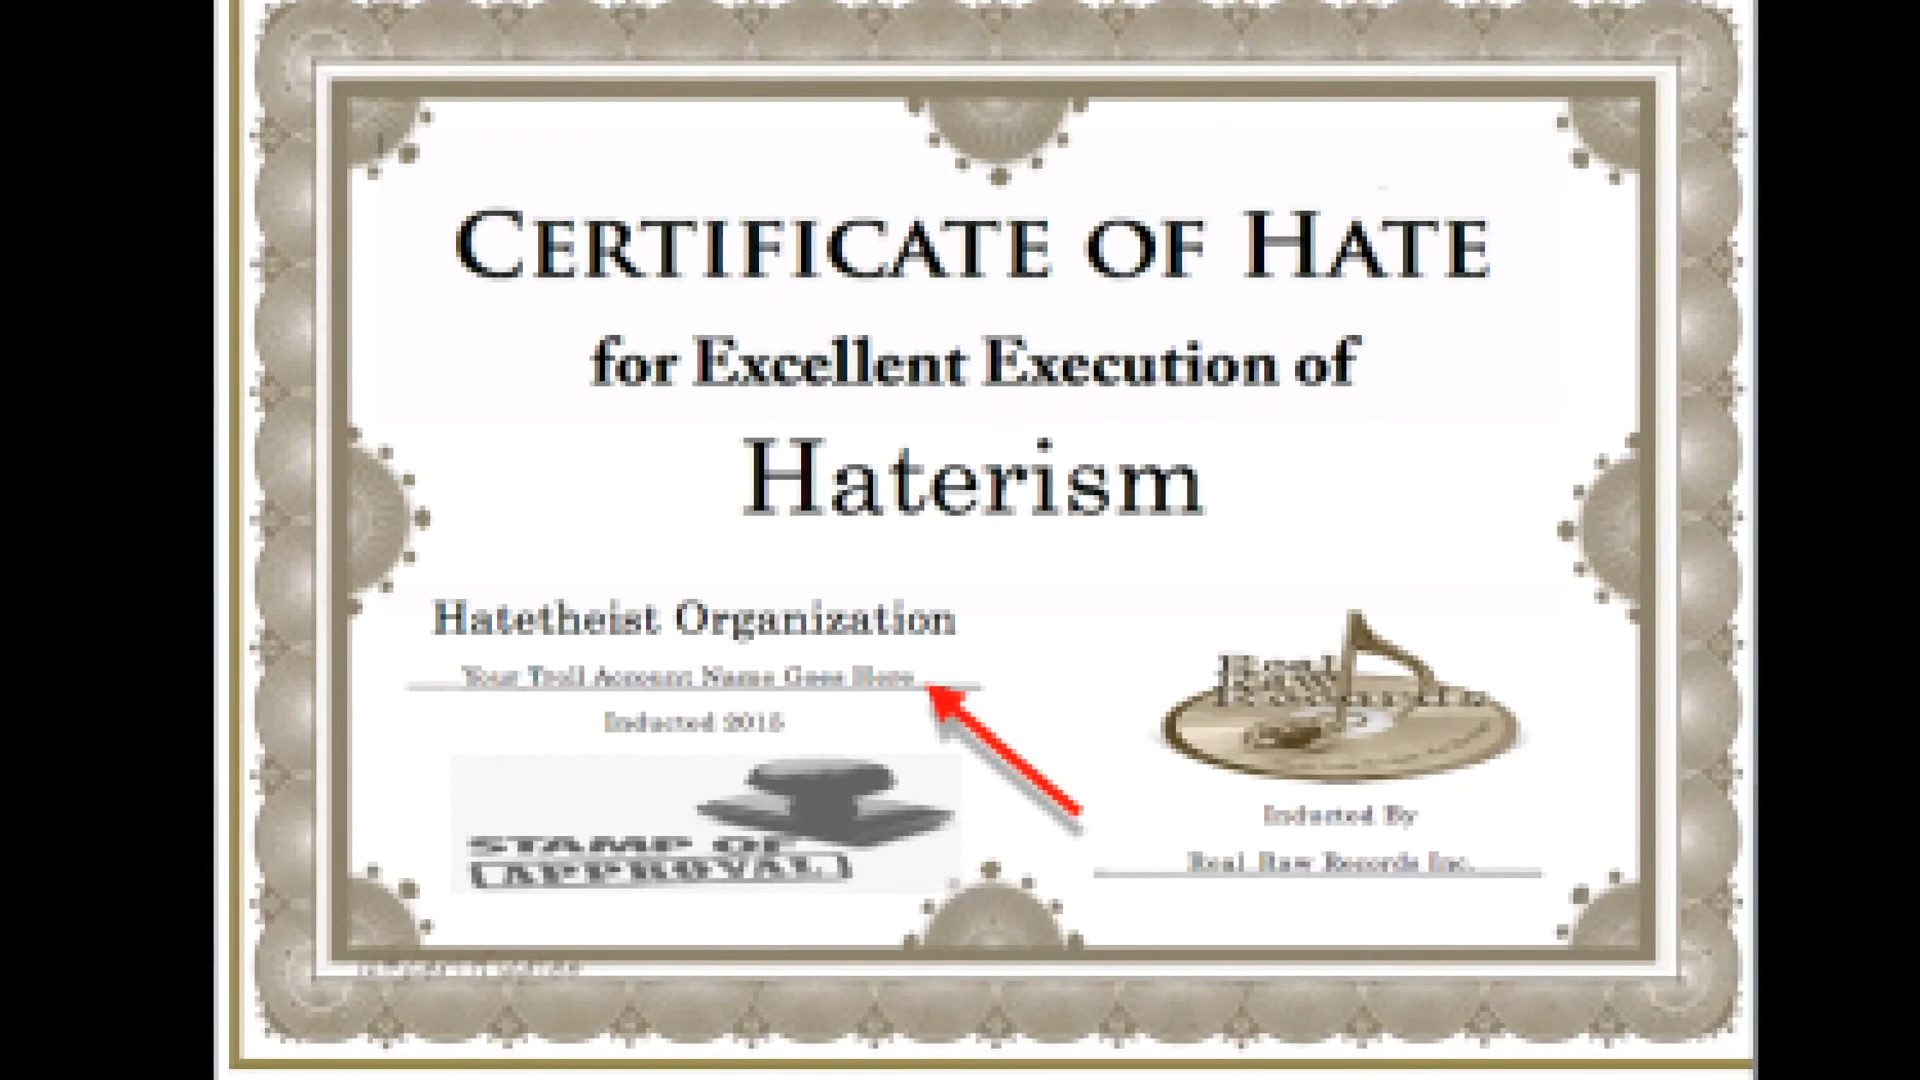 CERTIFICATE OF HATE
for Excellent Execution of
Haterism
Hatetheist Organization
Your Troll Account Name Goes Here
Inducted 2015
STAMP OF
APPROVAL
Real
Inducted By
Real Raw Records Inc.